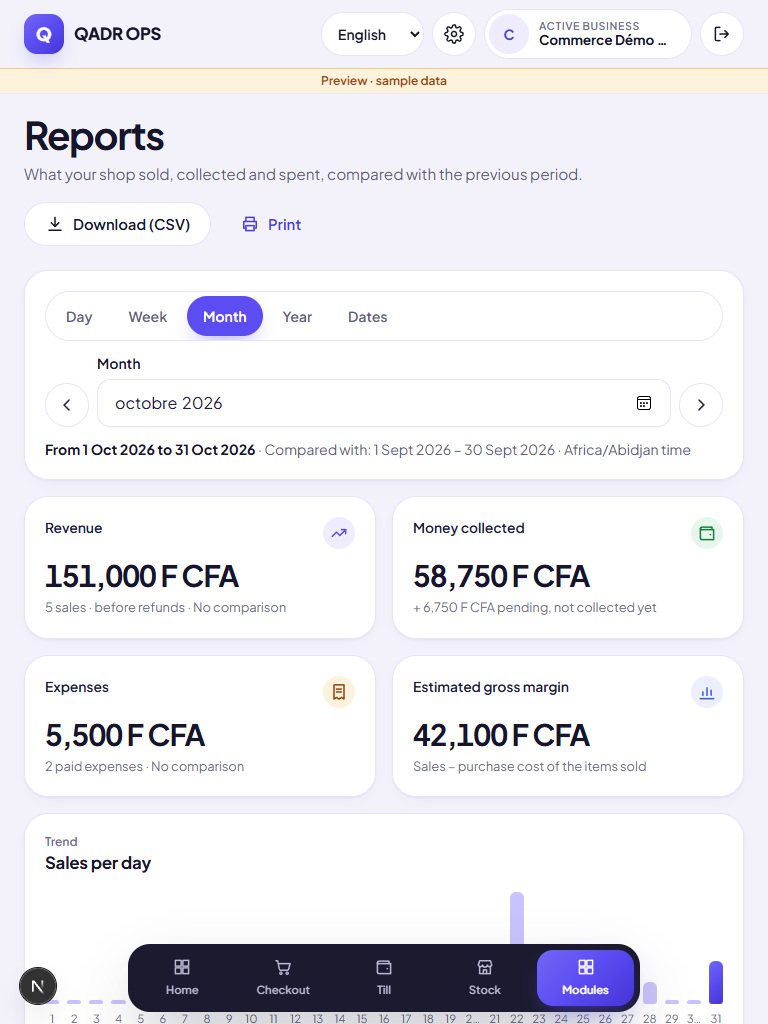 Q QADR OPS English C ACTIVE BUSINESS
Commerce Démo ...
Preview · sample data
Reports
What your shop sold, collected and spent, compared with the previous period.
Download (CSV) Print
Day Week Month Year Dates
Month
octobre 2026
From 1 Oct 2026 to 31 Oct 2026 · Compared with: 1 Sept 2026 – 30 Sept 2026 · Africa/Abidjan time
Revenue
151,000 F CFA
5 sales · before refunds · No comparison
Money collected
58,750 F CFA
+ 6,750 F CFA pending, not collected yet
Expenses
5,500 F CFA
2 paid expenses · No comparison
Estimated gross margin
42,100 F CFA
Sales – purchase cost of the items sold
Trend
Sales per day
N Home Checkout Till Stock Modules
1 2 3 4 5 6 7 8 9 10 11 12 13 14 15 16 17 18 19 2... 21 22 23 24 25 26 27 28 29 3... 31